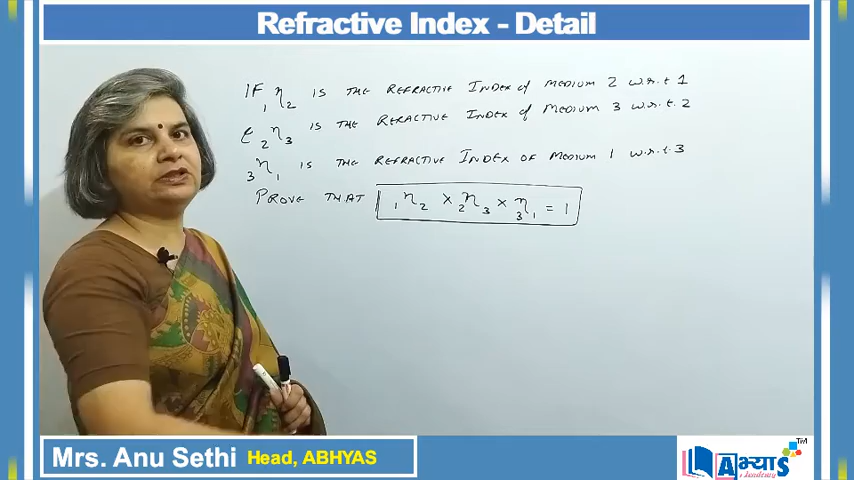 Refractive Index - Detail
IF ₁η₂ IS THE REFRACTIVE INDEX of MEDIUM 2 w.r.t 1
& ₂η₃ IS THE REFRACTIVE INDEX of MEDIUM 3 w.r.t 2
₃η₁ IS THE REFRACTIVE INDEX OF MEDIUM 1 w.r.t. 3
PROVE THAT ₁η₂ × ₂η₃ × ₃η₁ = 1
Mrs. Anu Sethi Head, ABHYAS
Aभ्याS
Academy
TM